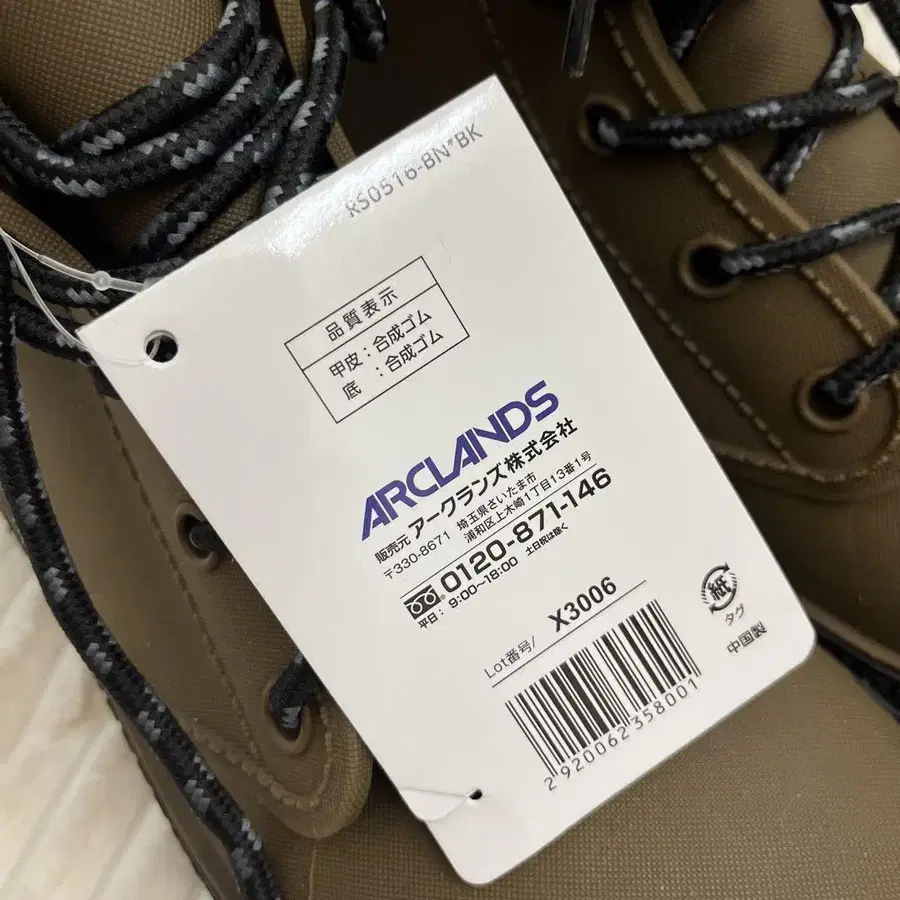 RS0516-BN*BK
品質表示
甲皮：合成ゴム
底　：合成ゴム
ARCLANDS
販売元 アークランズ株式会社
〒330-8671 埼玉県さいたま市
浦和区上木崎1丁目13番1号
0120-871-146
平日：9:00~18:00 土日祝は除く
Lot番号/ X3006
紙
タグ
中国製
2920062358001